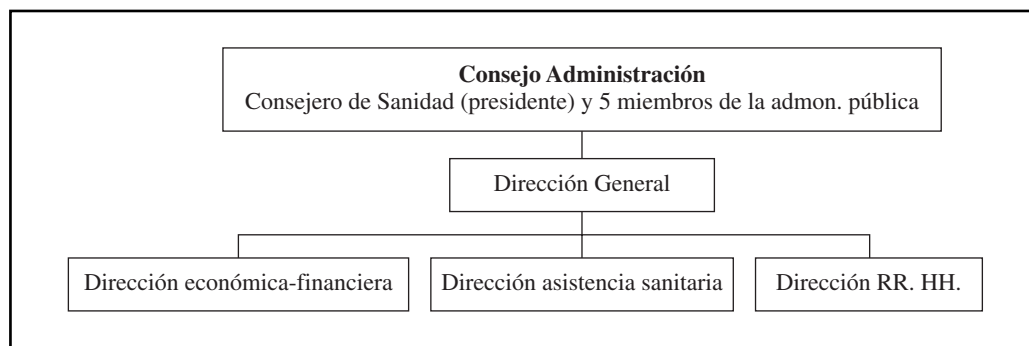 Consejo Administración
Consejero de Sanidad (presidente) y 5 miembros de la admon. pública
Dirección General
Dirección económica-financiera
Dirección asistencia sanitaria
Dirección RR. HH.